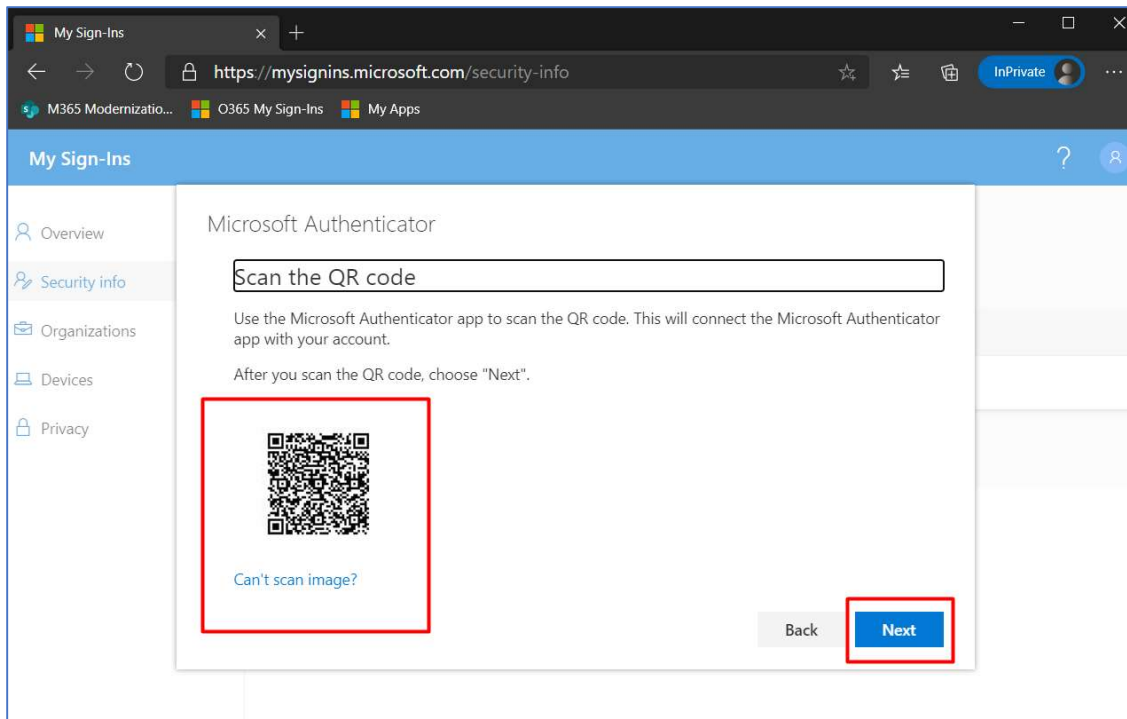 My Sign-Ins
https://mysignins.microsoft.com/security-info
InPrivate
M365 Modernizatio...
O365 My Sign-Ins
My Apps
My Sign-Ins
?
Overview
Security info
Organizations
Devices
Privacy
Microsoft Authenticator
Scan the QR code
Use the Microsoft Authenticator app to scan the QR code. This will connect the Microsoft Authenticator
app with your account.
After you scan the QR code, choose "Next".
Can't scan image?
Back
Next